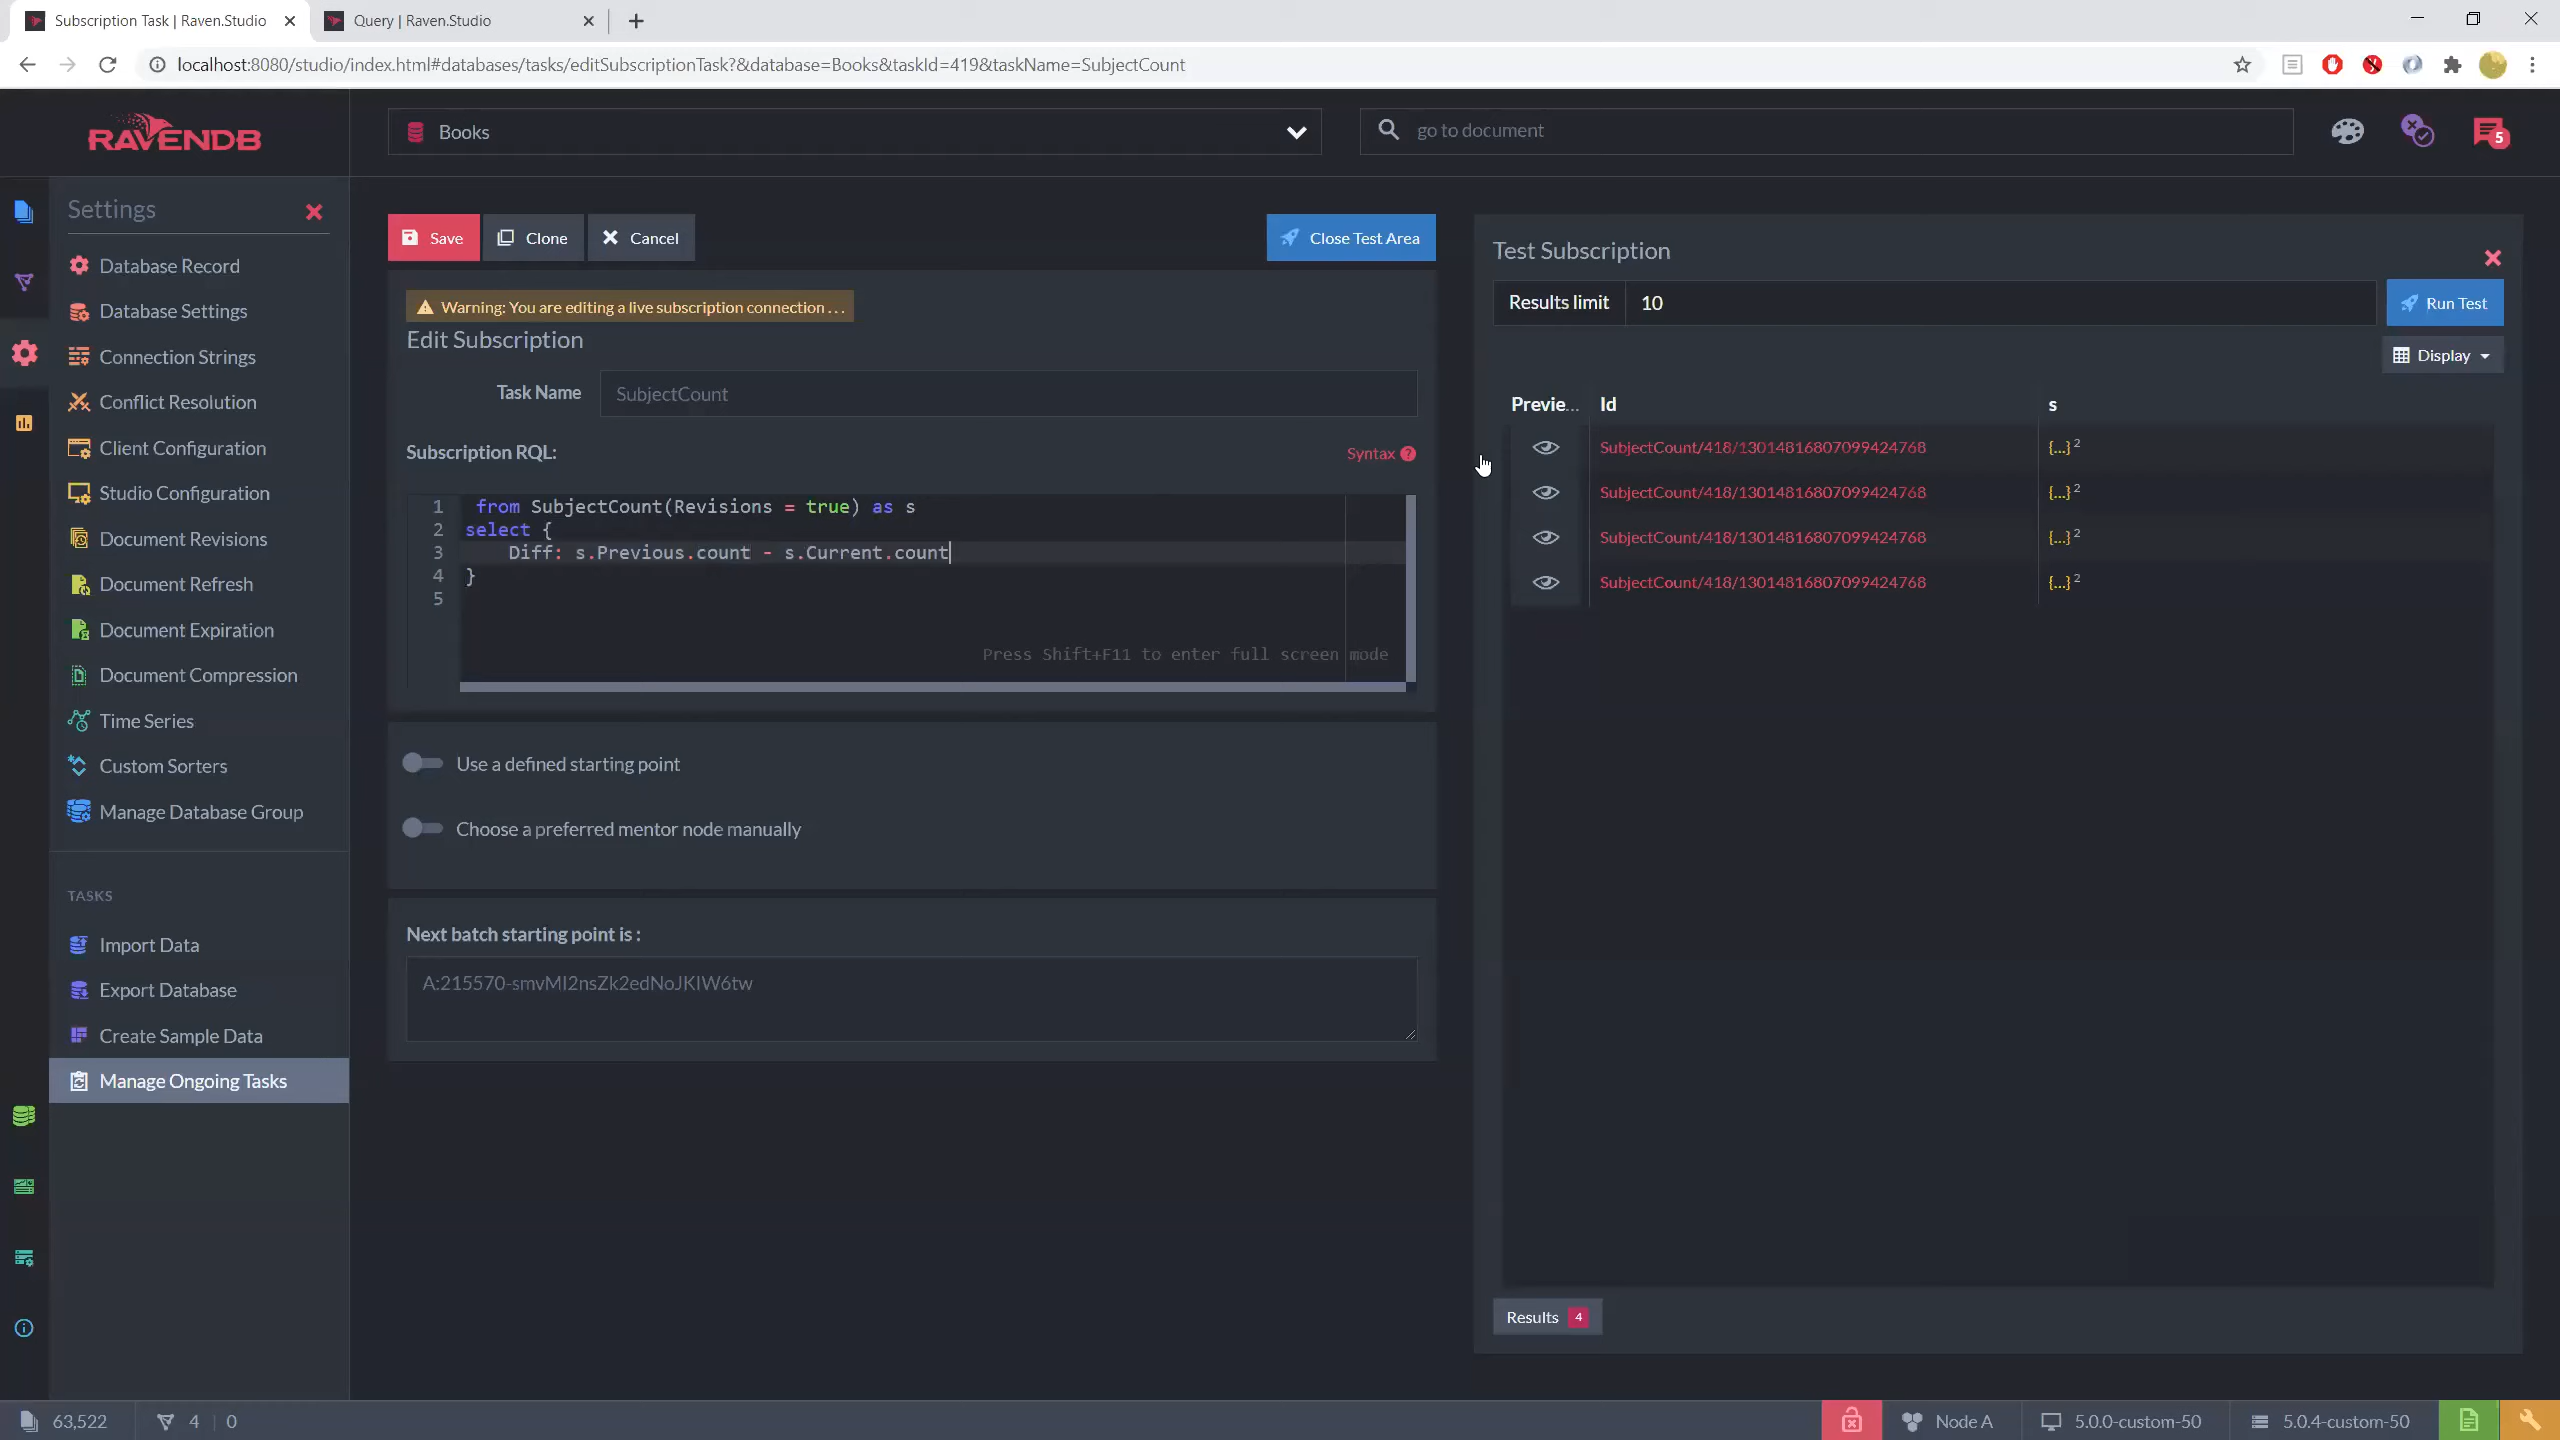 Subscription Task | Raven.Studio
Query | Raven.Studio
localhost:8080/studio/index.html#databases/tasks/editSubscriptionTask?&database=Books&taskId=419&taskName=SubjectCount
RAVENDB
Books
go to document
5
Settings
Database Record
Database Settings
Connection Strings
Conflict Resolution
Client Configuration
Studio Configuration
Document Revisions
Document Refresh
Document Expiration
Document Compression
Time Series
Custom Sorters
Manage Database Group
TASKS
Import Data
Export Database
Create Sample Data
Manage Ongoing Tasks
Save
Clone
Cancel
Close Test Area
Warning: You are editing a live subscription connection ...
Edit Subscription
Task Name
SubjectCount
Subscription RQL:
Syntax ?
1 from SubjectCount(Revisions = true) as s
2 select {
3 Diff: s.Previous.count - s.Current.count
4 }
5
Press Shift+F11 to enter full screen mode
Use a defined starting point
Choose a preferred mentor node manually
Next batch starting point is :
A:215570-smvMI2nsZk2edNoJKIW6tw
Test Subscription
Results limit 10
Run Test
Display
Previe... Id s
SubjectCount/418/13014816807099424768 {...} 2
SubjectCount/418/13014816807099424768 {...} 2
SubjectCount/418/13014816807099424768 {...} 2
SubjectCount/418/13014816807099424768 {...} 2
Results 4
63,522
4 | 0
Node A
5.0.0-custom-50
5.0.4-custom-50